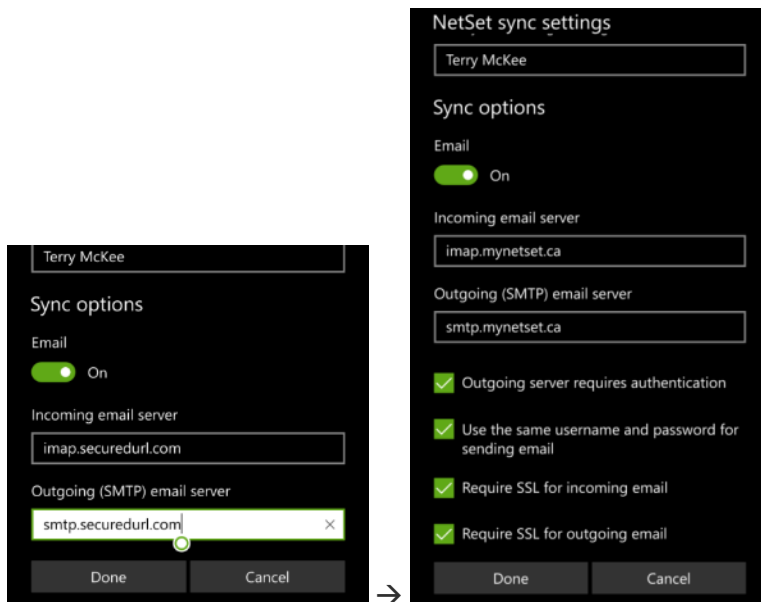 Terry McKee
Sync options
Email
On
Incoming email server
imap.securedurl.com
Outgoing (SMTP) email server
smtp.securedurl.com
Done Cancel
→
NetSet sync settings
Terry McKee
Sync options
Email
On
Incoming email server
imap.mynetset.ca
Outgoing (SMTP) email server
smtp.mynetset.ca
Outgoing server requires authentication
Use the same username and password for
sending email
Require SSL for incoming email
Require SSL for outgoing email
Done Cancel